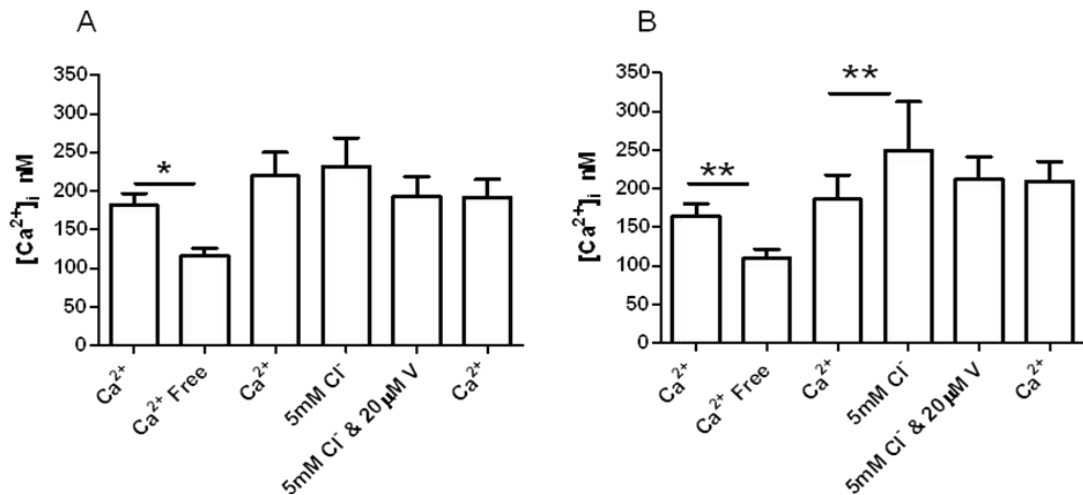 A
350
300
250
200
150
100
50
0
[Ca²⁺]ᵢ nM
*
Ca²⁺
Ca²⁺ Free
Ca²⁺
5mM Cl⁻
5mM Cl⁻ & 20 µM V
Ca²⁺
B
350
300
250
200
150
100
50
0
[Ca²⁺]ᵢ nM
**
**
Ca²⁺
Ca²⁺ Free
Ca²⁺
5mM Cl⁻
5mM Cl⁻ & 20 µM V
Ca²⁺